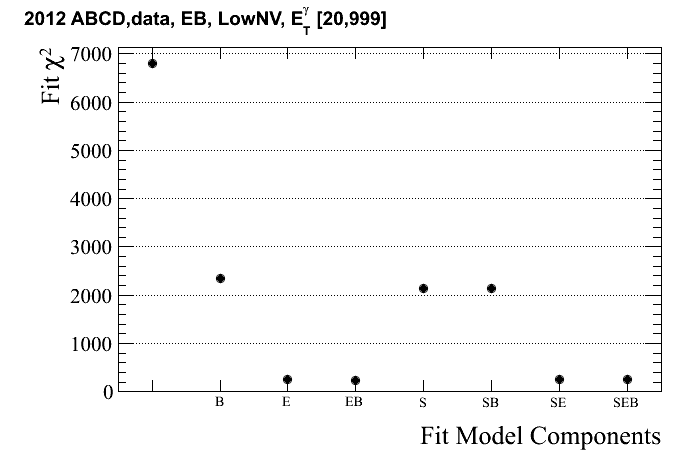 2012 ABCD,data, EB, LowNV, E_T^γ [20,999]
Fit χ²
7000
6000
5000
4000
3000
2000
1000
0
B E EB S SB SE SEB
Fit Model Components